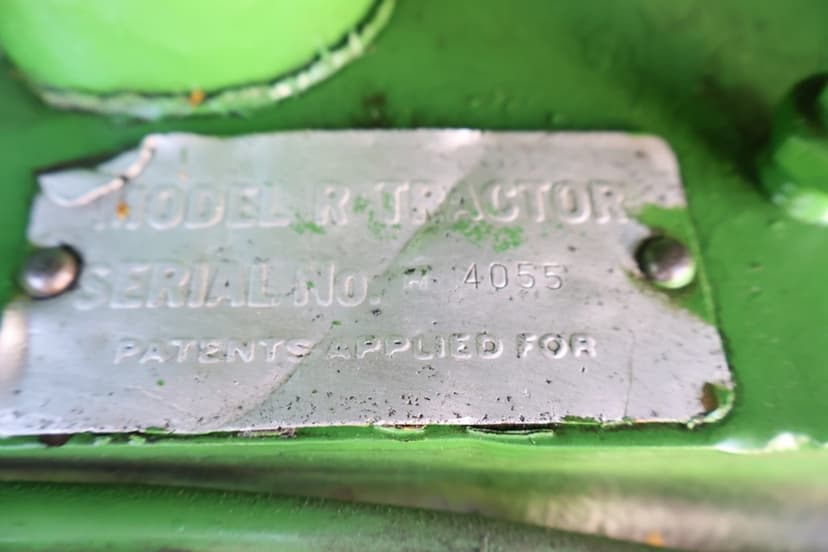 MODEL R TRACTOR
SERIAL No. R 4055
PATENTS APPLIED FOR